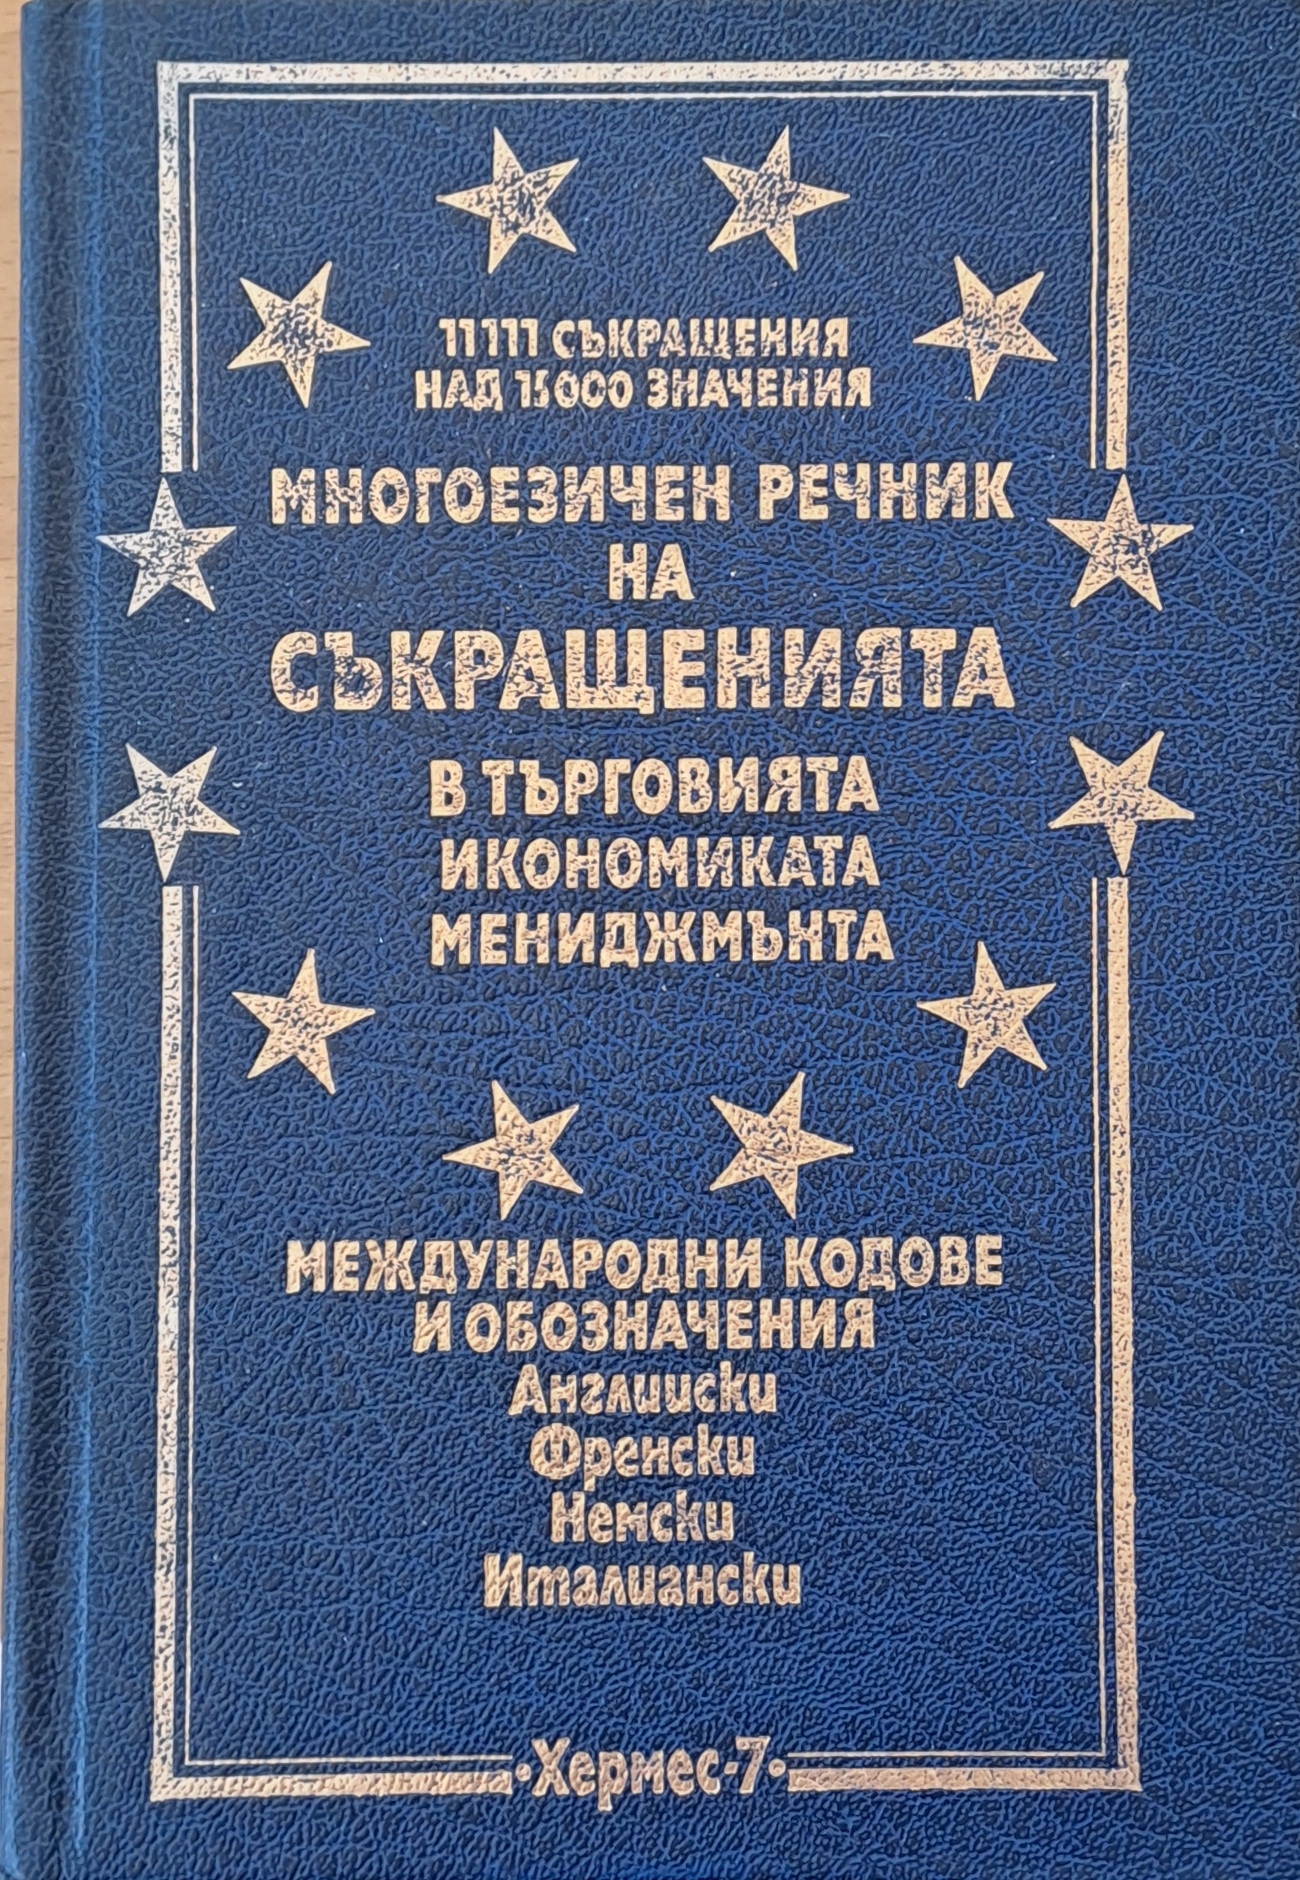 11111 СЪКРАЩЕНИЯ
НАД 15000 ЗНАЧЕНИЯ
МНОГОЕЗИЧЕН РЕЧНИК
НА
СЪКРАЩЕНИЯТА
В ТЪРГОВИЯТА
ИКОНОМИКАТА
МЕНИДЖМЪНТА
МЕЖДУНАРОДНИ КОДОВЕ
И ОБОЗНАЧЕНИЯ
Английски
Френски
Немски
Италиански
•Хермес-7•